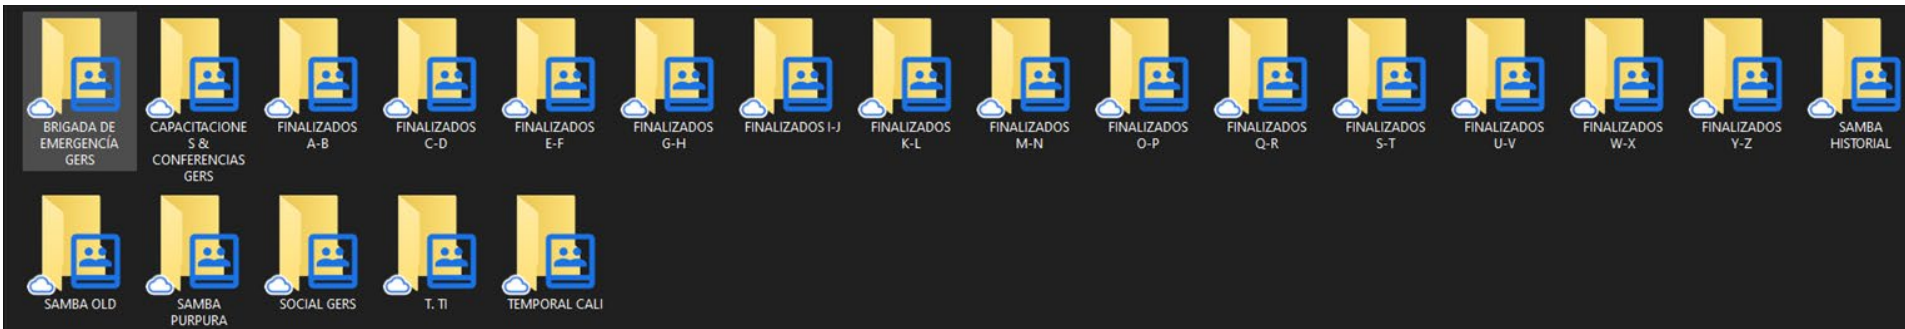 BRIGADA DE
EMERGENCÍA
GERS
CAPACITACIONE
S &
CONFERENCIAS
GERS
FINALIZADOS
A-B
FINALIZADOS
C-D
FINALIZADOS
E-F
FINALIZADOS
G-H
FINALIZADOS I-J
FINALIZADOS
K-L
FINALIZADOS
M-N
FINALIZADOS
O-P
FINALIZADOS
Q-R
FINALIZADOS
S-T
FINALIZADOS
U-V
FINALIZADOS
W-X
FINALIZADOS
Y-Z
SAMBA
HISTORIAL
SAMBA OLD
SAMBA
PURPURA
SOCIAL GERS
T. TI
TEMPORAL CALI